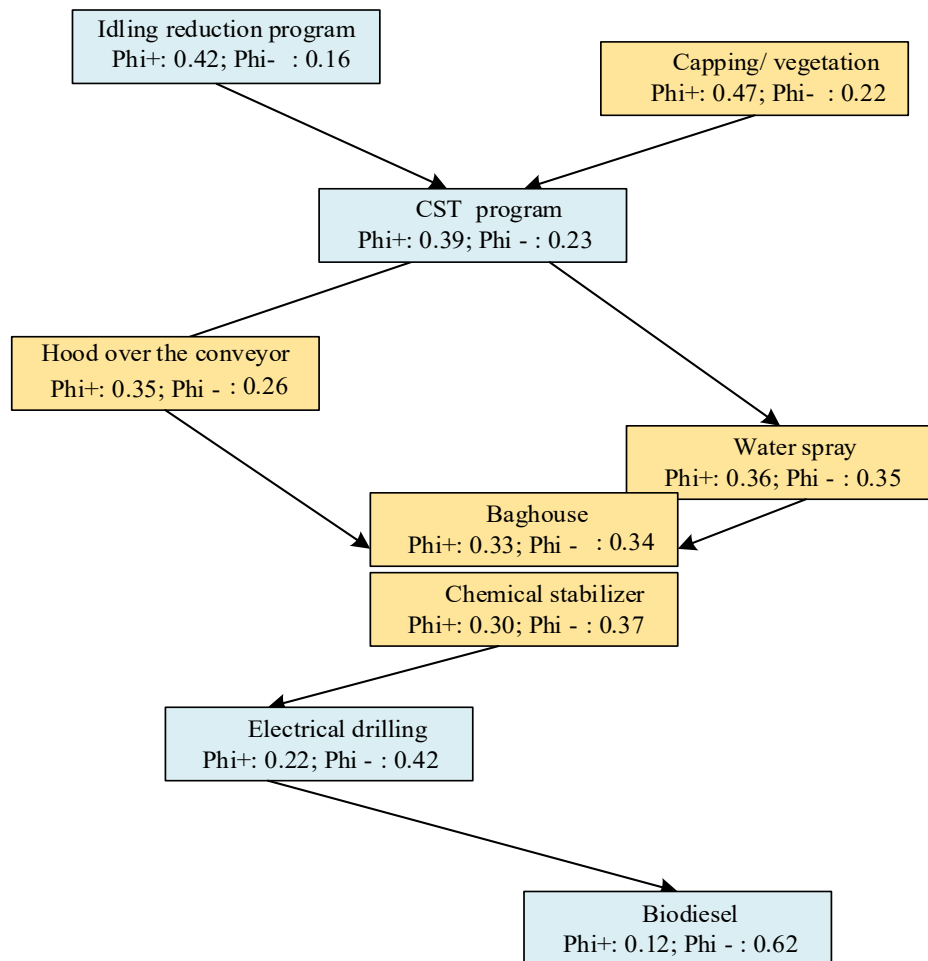 Idling reduction program
Phi+: 0.42; Phi- : 0.16
Capping/ vegetation
Phi+: 0.47; Phi- : 0.22
CST program
Phi+: 0.39; Phi - : 0.23
Hood over the conveyor
Phi+: 0.35; Phi - : 0.26
Water spray
Phi+: 0.36; Phi - : 0.35
Baghouse
Phi+: 0.33; Phi - : 0.34
Chemical stabilizer
Phi+: 0.30; Phi - : 0.37
Electrical drilling
Phi+: 0.22; Phi - : 0.42
Biodiesel
Phi+: 0.12; Phi - : 0.62